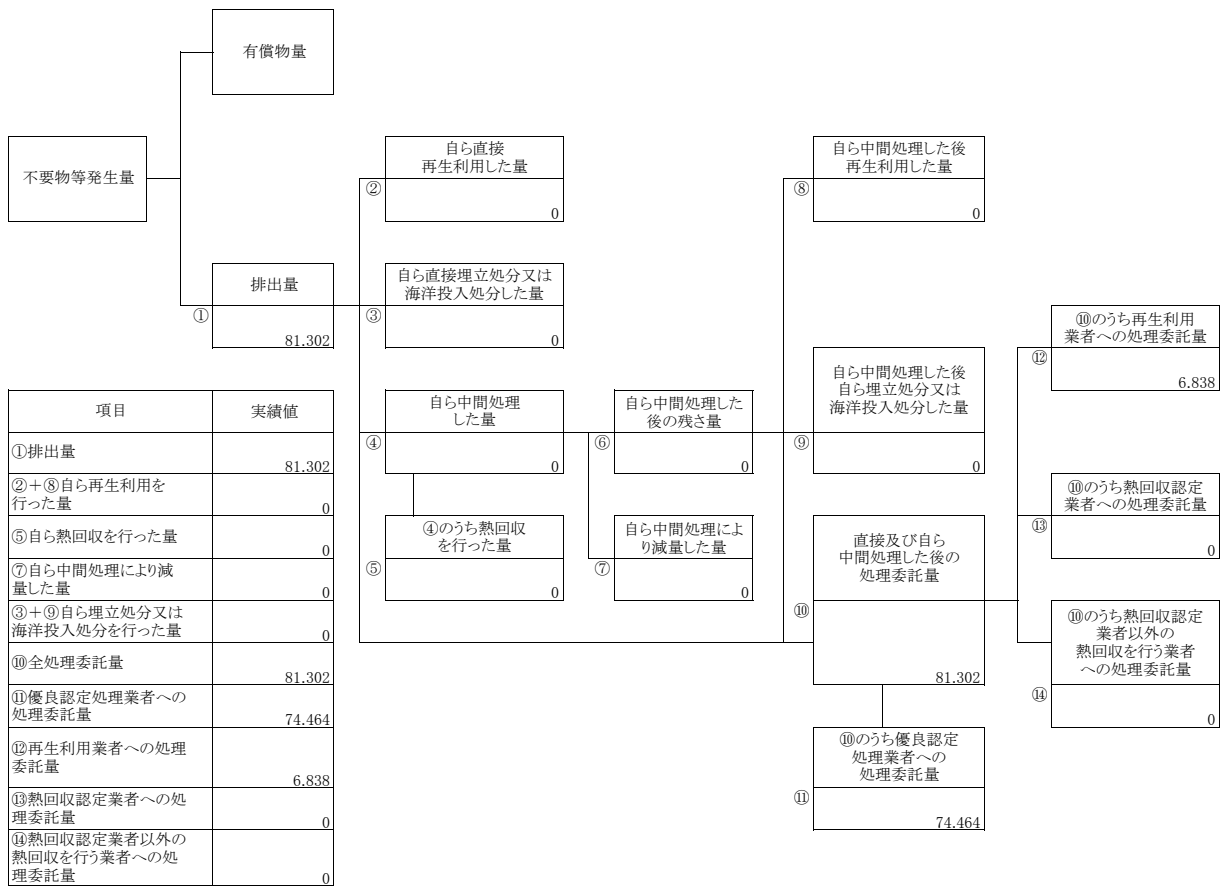 有償物量
不要物等発生量
排出量
①
81.302
自ら直接
再生利用した量
②
0
自ら直接埋立処分又は
海洋投入処分した量
③
0
自ら中間処理
した量
④
0
④のうち熱回収
を行った量
⑤
0
自ら中間処理した
後の残さ量
⑥
0
自ら中間処理によ
り減量した量
⑦
0
自ら中間処理した後
再生利用した量
⑧
0
自ら中間処理した後
自ら埋立処分又は
海洋投入処分した量
⑨
0
直接及び自ら
中間処理した後の
処理委託量
⑩
81.302
⑩のうち優良認定
処理業者への
処理委託量
⑪
74.464
⑩のうち再生利用
業者への処理委託量
⑫
6.838
⑩のうち熱回収認定
業者への処理委託量
⑬
0
⑩のうち熱回収認定
業者以外の
熱回収を行う業者
への処理委託量
⑭
0
項目 実績値
①排出量
81.302
②+⑧自ら再生利用を
行った量
0
⑤自ら熱回収を行った量
0
⑦自ら中間処理により減
量した量
0
③+⑨自ら埋立処分又は
海洋投入処分を行った量
0
⑩全処理委託量
81.302
⑪優良認定処理業者への
処理委託量
74.464
⑫再生利用業者への処理
委託量
6.838
⑬熱回収認定業者への処
理委託量
0
⑭熱回収認定業者以外の
熱回収を行う業者への処
理委託量
0